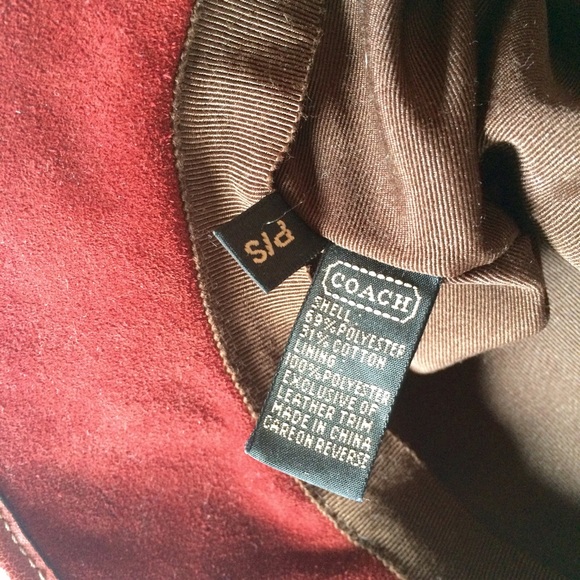 P/S
COACH
SHELL
69% POLYESTER
31% COTTON
LINING
100% POLYESTER
EXCLUSIVE OF
LEATHER TRIM
MADE IN CHINA
CARE ON REVERSE